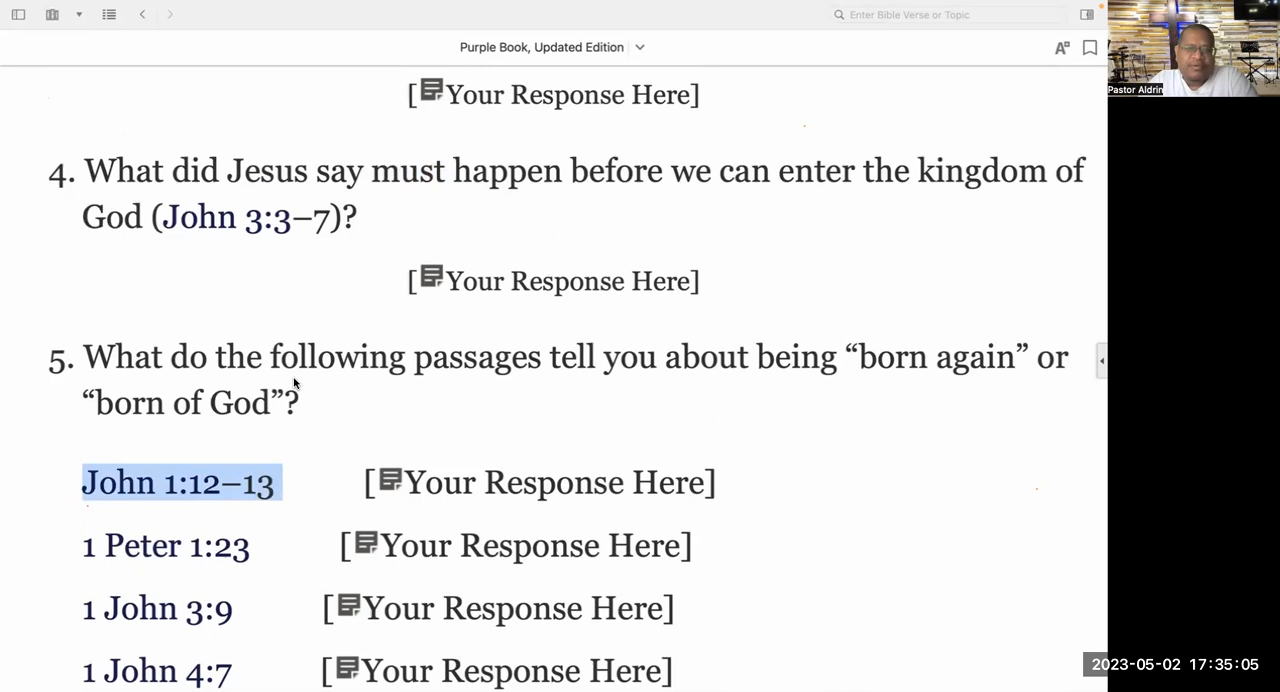 Enter Bible Verse or Topic
Purple Book, Updated Edition
Pastor Aldrin
[Your Response Here]
4. What did Jesus say must happen before we can enter the kingdom of
God (John 3:3–7)?
[Your Response Here]
5. What do the following passages tell you about being “born again” or
“born of God”?
John 1:12–13 [Your Response Here]
1 Peter 1:23 [Your Response Here]
1 John 3:9 [Your Response Here]
1 John 4:7 [Your Response Here]
2023-05-02 17:35:05